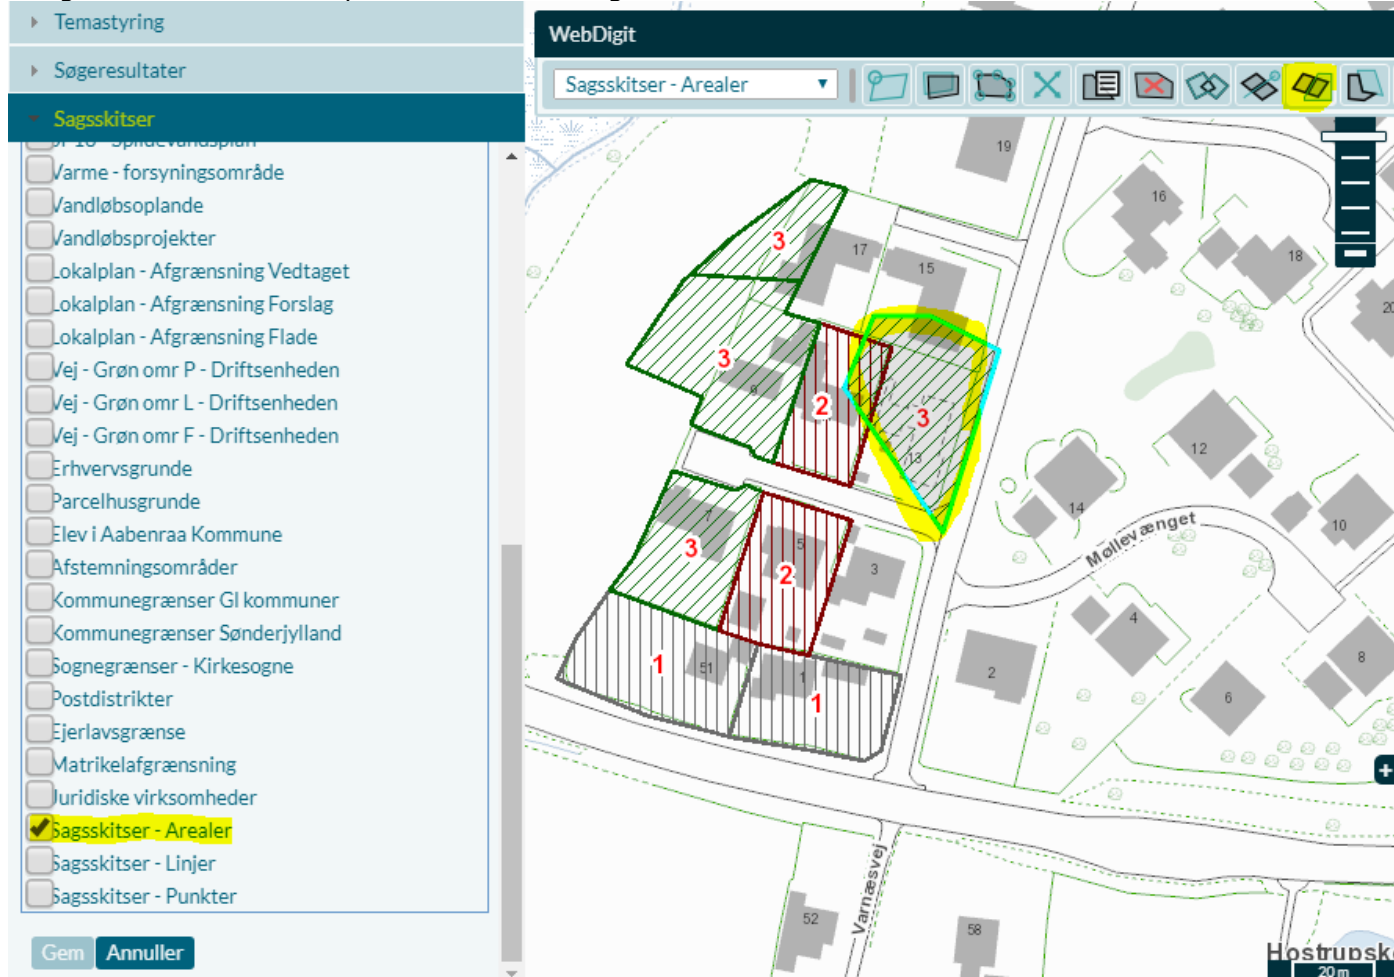 Temastyring
Søgeresultater
Sagsskitser
Varme - forsyningsområde
Vandløbsoplande
Vandløbsprojekter
Lokalplan - Afgrænsning Vedtaget
Lokalplan - Afgrænsning Forslag
Lokalplan - Afgrænsning Flade
Vej - Grøn omr P - Driftsenheden
Vej - Grøn omr L - Driftsenheden
Vej - Grøn omr F - Driftsenheden
Erhvervsgrunde
Parcelhusgrunde
Elev i Aabenraa Kommune
Afstemningsområder
Kommunegrænser Gl kommuner
Kommunegrænser Sønderjylland
Sognegrænser - Kirkesogne
Postdistrikter
Ejerlavsgrænse
Matrikelafgrænsning
Juridiske virksomheder
Sagsskitser - Arealer
Sagsskitser - Linjer
Sagsskitser - Punkter
Gem Annuller
WebDigit
Sagsskitser - Arealer
19
16
3
17
15
18
20
3
9
2
3
13
12
14
10
Møllevænget
7
3
5
2
3
4
8
1
51
1
1
2
6
Varnæsvej
52
58
Hostrupsk
20 m